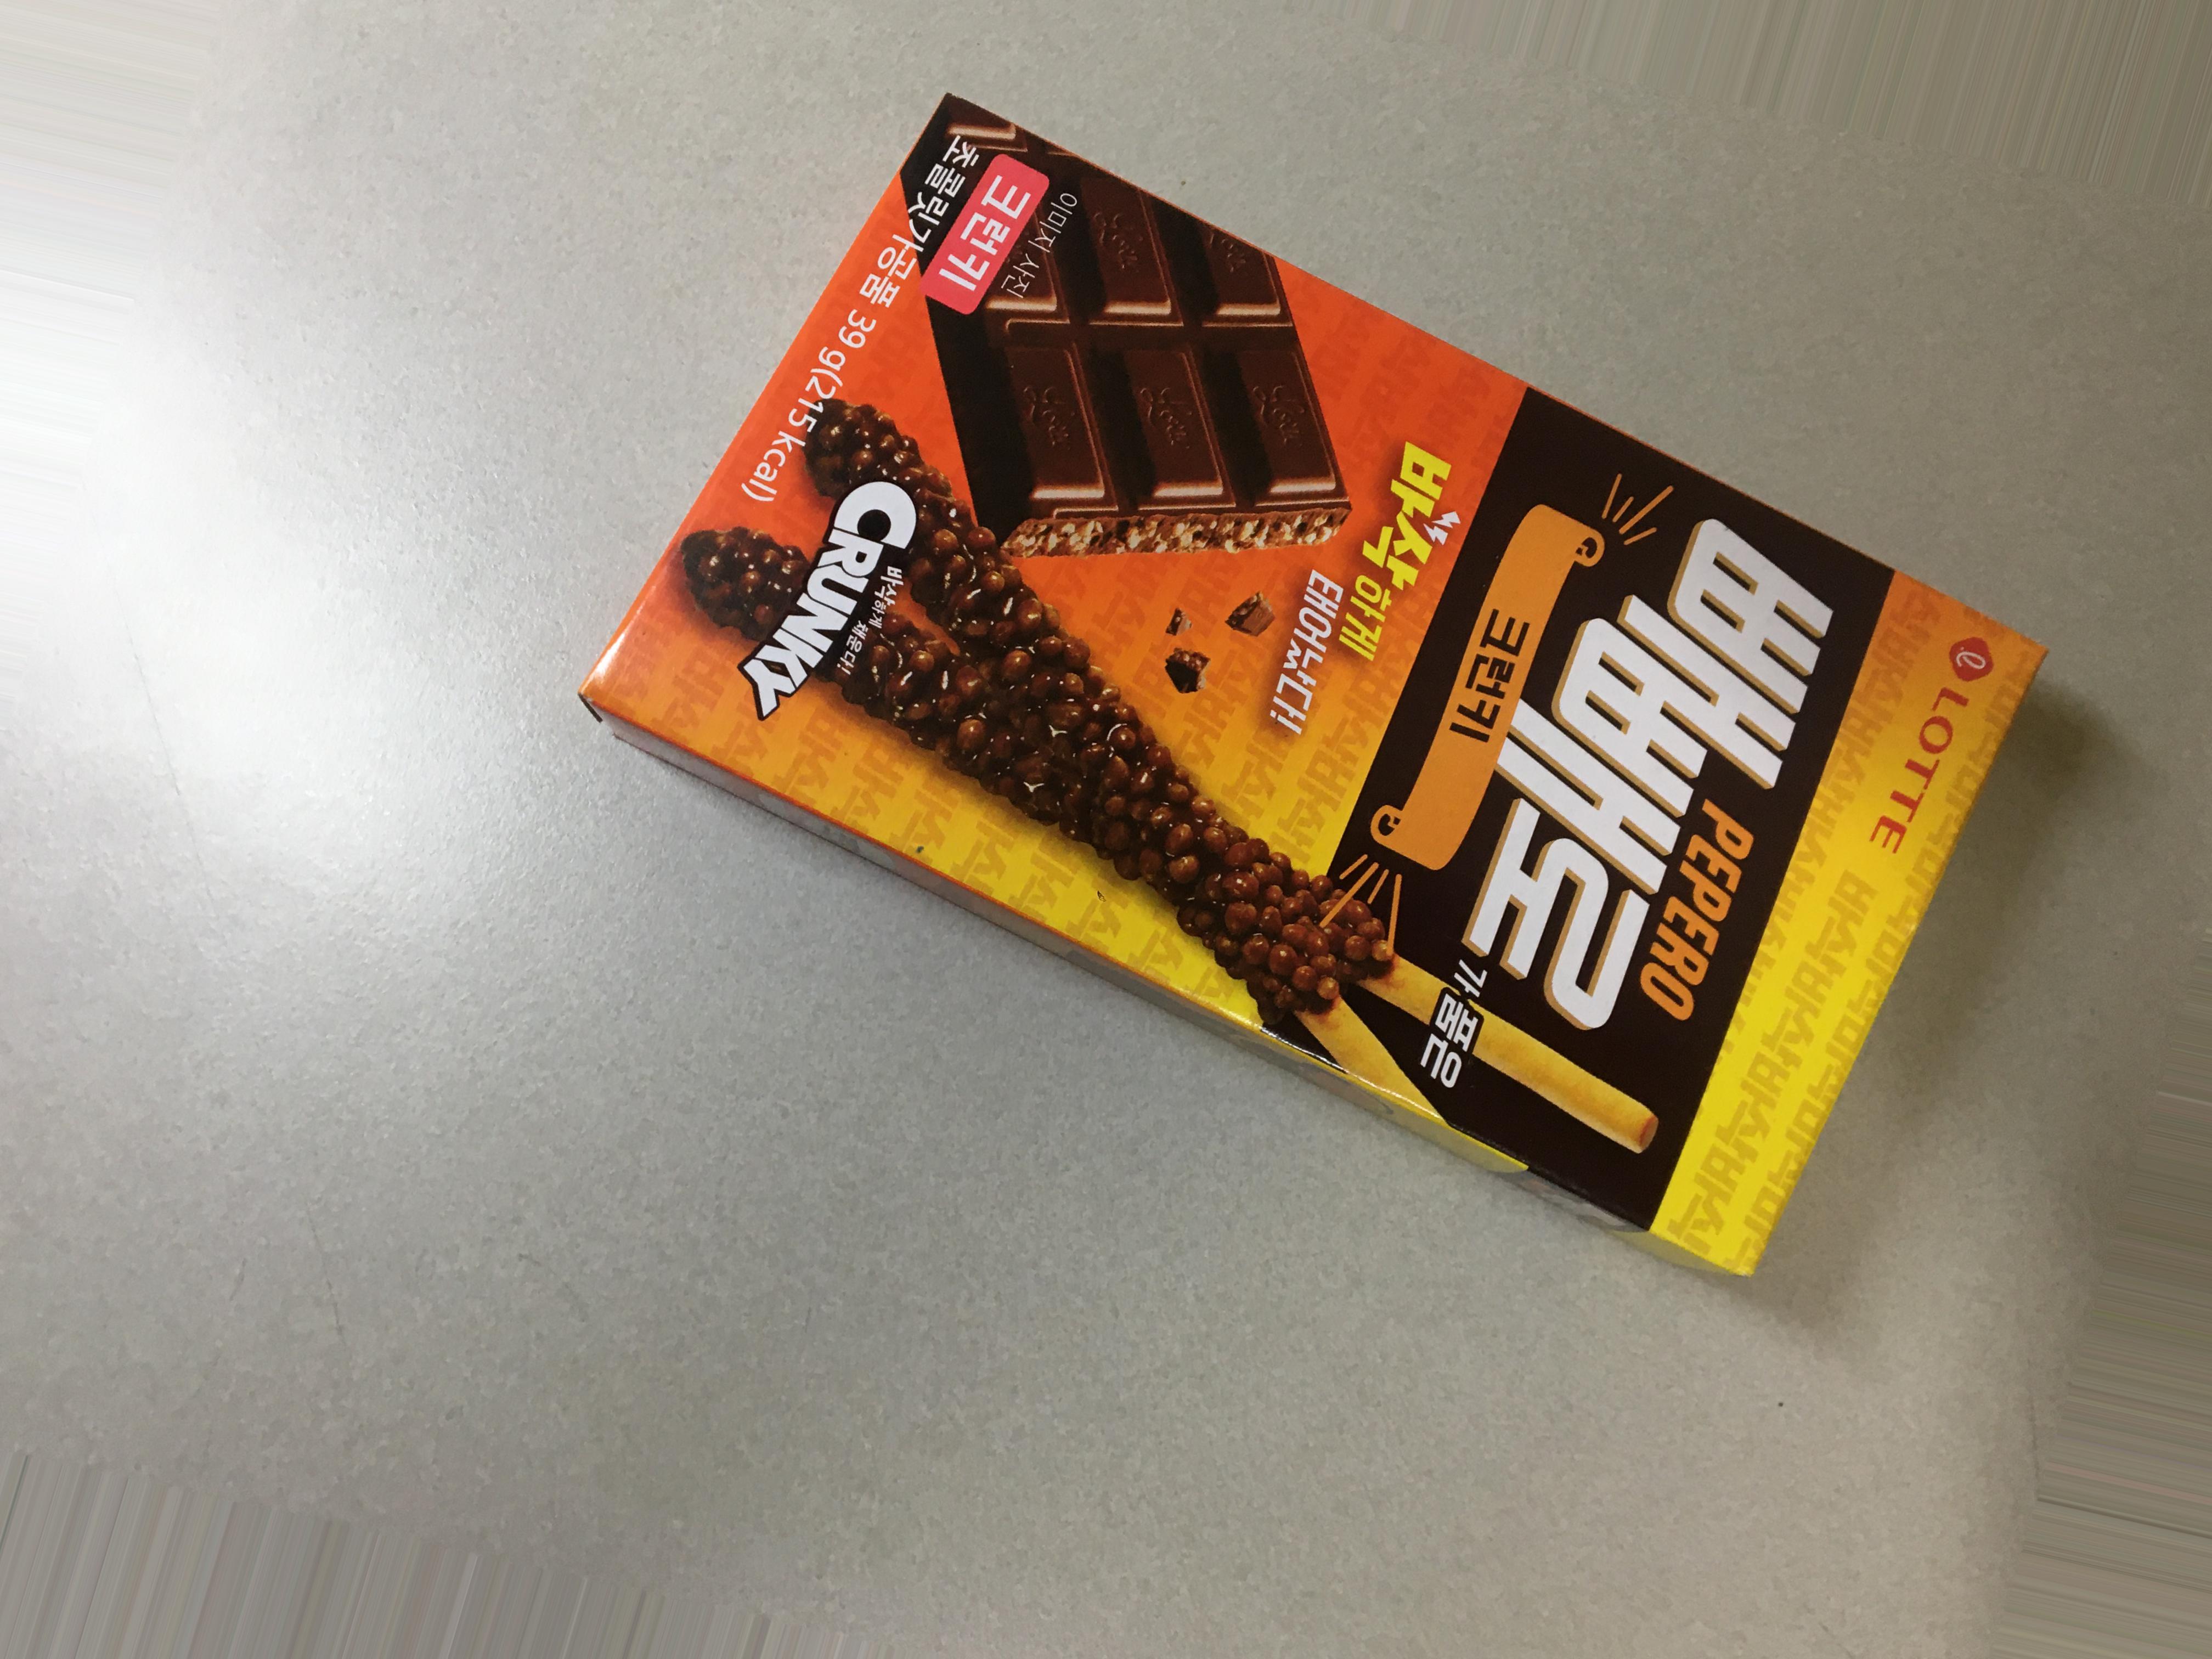 LOTTE
PEPERO
빼빼로
크런키
가 품은
바삭하게
태어났다!
이미지 사진
크런키
바삭하게 채운다!
CRUNKY
초콜릿가공품 39 g(215 kcal)